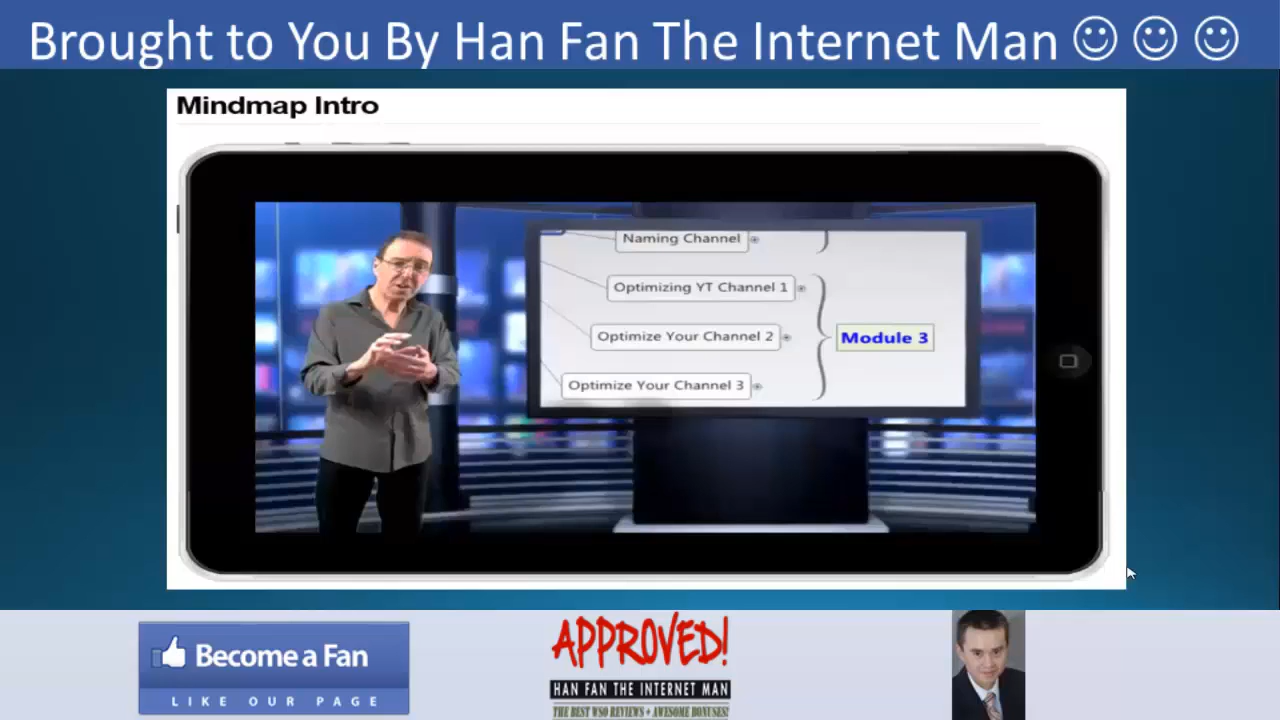 Brought to You By Han Fan The Internet Man
Mindmap Intro
Naming Channel
Optimizing YT Channel 1
Optimize Your Channel 2
Module 3
Optimize Your Channel 3
Become a Fan
LIKE OUR PAGE
APPROVED!
HAN FAN THE INTERNET MAN
THE BEST WSO REVIEWS + AWESOME BONUSES!